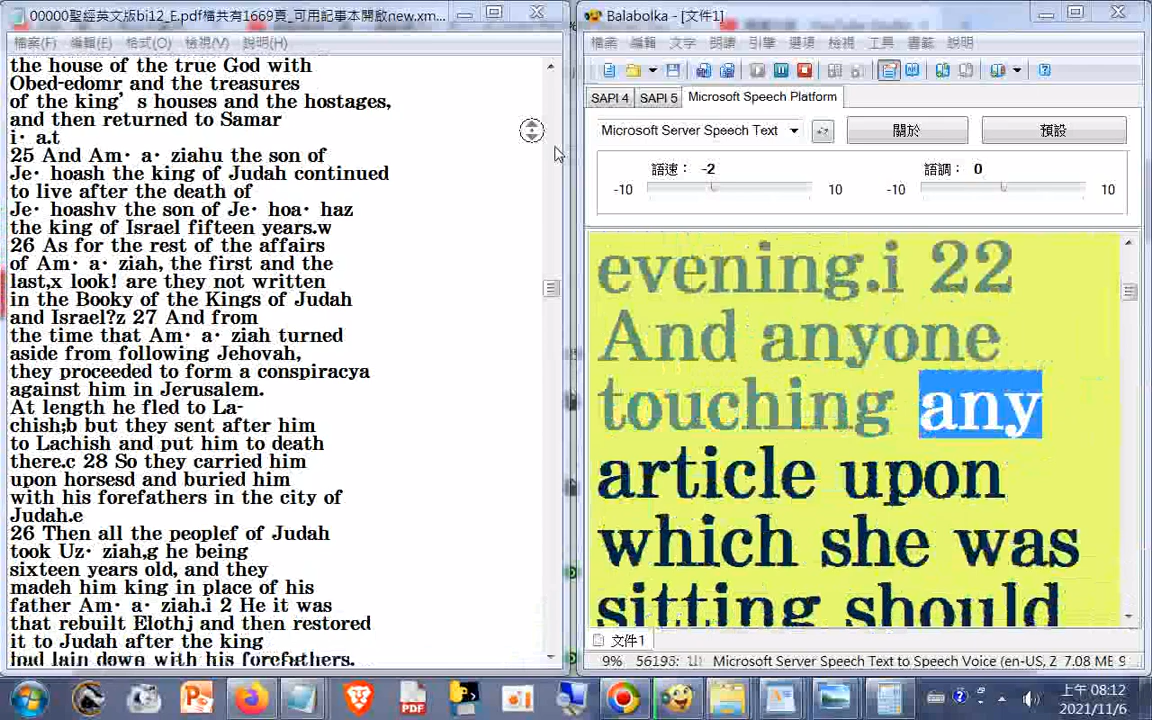 00000聖經英文版bi12_E.pdf檔共有1669頁_可用記事本開啟new.xm...
檔案(F) 編輯(E) 格式(O) 檢視(V) 說明(H)
the house of the true God with
Obed-edomr and the treasures
of the king’s houses and the hostages,
and then returned to Samar
i·a.t
25 And Am·a·ziahu the son of
Je·hoash the king of Judah continued
to live after the death of
Je·hoashv the son of Je·hoa·haz
the king of Israel fifteen years.w
26 As for the rest of the affairs
of Am·a·ziah, the first and the
last,x look! are they not written
in the Booky of the Kings of Judah
and Israel?z 27 And from
the time that Am·a·ziah turned
aside from following Jehovah,
they proceeded to form a conspiracya
against him in Jerusalem.
At length he fled to La-
chish;b but they sent after him
to Lachish and put him to death
there.c 28 So they carried him
upon horsesd and buried him
with his forefathers in the city of
Judah.e
26 Then all the peoplef of Judah
took Uz·ziah,g he being
sixteen years old, and they
madeh him king in place of his
father Am·a·ziah.i 2 He it was
that rebuilt Elothj and then restored
it to Judah after the king
had lain down with his forefathers.
Balabolka - [文件1]
檔案 編輯 文字 朗讀 引擎 選項 檢視 工具 書籤 說明
SAPI 4 SAPI 5 Microsoft Speech Platform
Microsoft Server Speech Text 關於 預設
語速： -2 語調： 0
-10 10 -10 10
evening.i 22
And anyone
touching any
article upon
which she was
sitting should
文件1
9% 56193: Microsoft Server Speech Text to Speech Voice (en-US, Z 7.08 MB 9
上午 08:12
2021/11/6